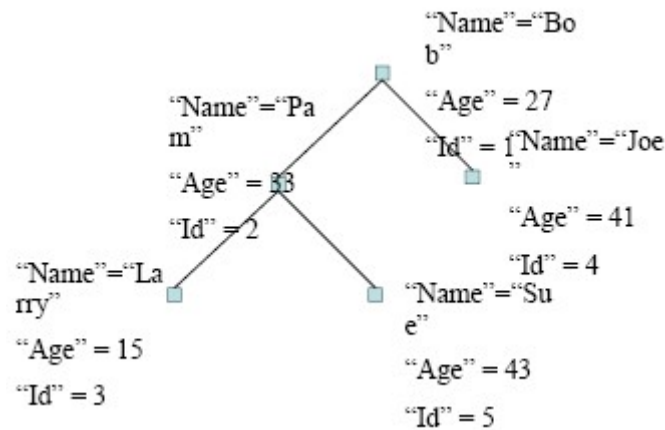 “Name”=“Bo
b”
“Age” = 27
“Id” = 1
“Name”=“Pa
m”
“Age” = 33
“Id” = 2
“Name”=“Joe
”
“Age” = 41
“Id” = 4
“Name”=“La
rry”
“Age” = 15
“Id” = 3
“Name”=“Su
e”
“Age” = 43
“Id” = 5